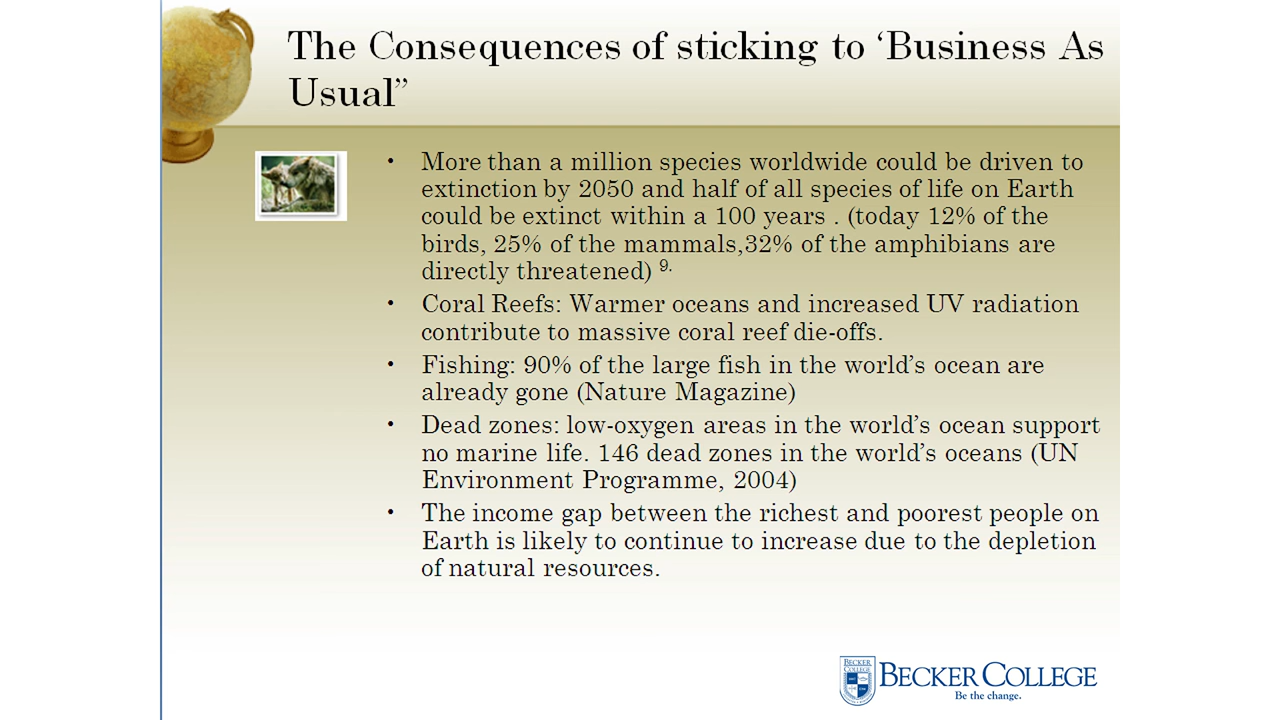 The Consequences of sticking to ‘Business As
Usual”
• More than a million species worldwide could be driven to
extinction by 2050 and half of all species of life on Earth
could be extinct within a 100 years . (today 12% of the
birds, 25% of the mammals,32% of the amphibians are
directly threatened) 9.
• Coral Reefs: Warmer oceans and increased UV radiation
contribute to massive coral reef die-offs.
• Fishing: 90% of the large fish in the world’s ocean are
already gone (Nature Magazine)
• Dead zones: low-oxygen areas in the world’s ocean support
no marine life. 146 dead zones in the world’s oceans (UN
Environment Programme, 2004)
• The income gap between the richest and poorest people on
Earth is likely to continue to increase due to the depletion
of natural resources.
BECKER
COLLEGE
BECKER COLLEGE
Be the change.